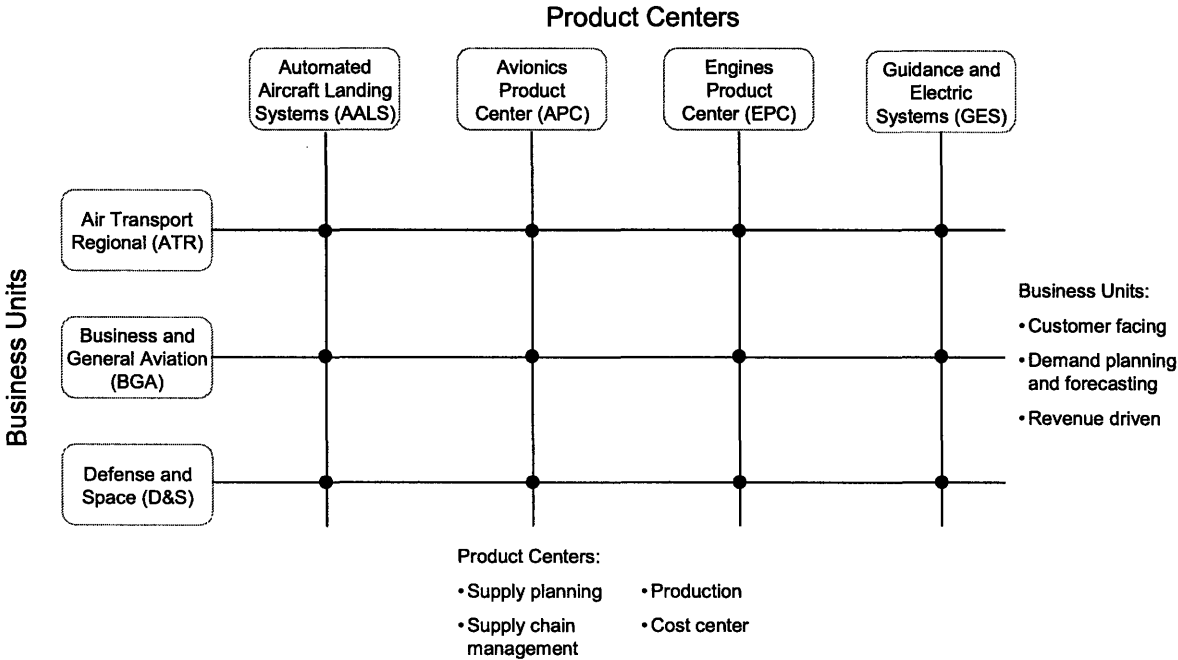 Product Centers
Automated
Aircraft Landing
Systems (AALS)
Avionics
Product
Center (APC)
Engines
Product
Center (EPC)
Guidance and
Electric
Systems (GES)
Business Units
Air Transport
Regional (ATR)
Business and
General Aviation
(BGA)
Defense and
Space (D&S)
Business Units:
• Customer facing
• Demand planning
and forecasting
• Revenue driven
Product Centers:
• Supply planning
• Supply chain
management
• Production
• Cost center